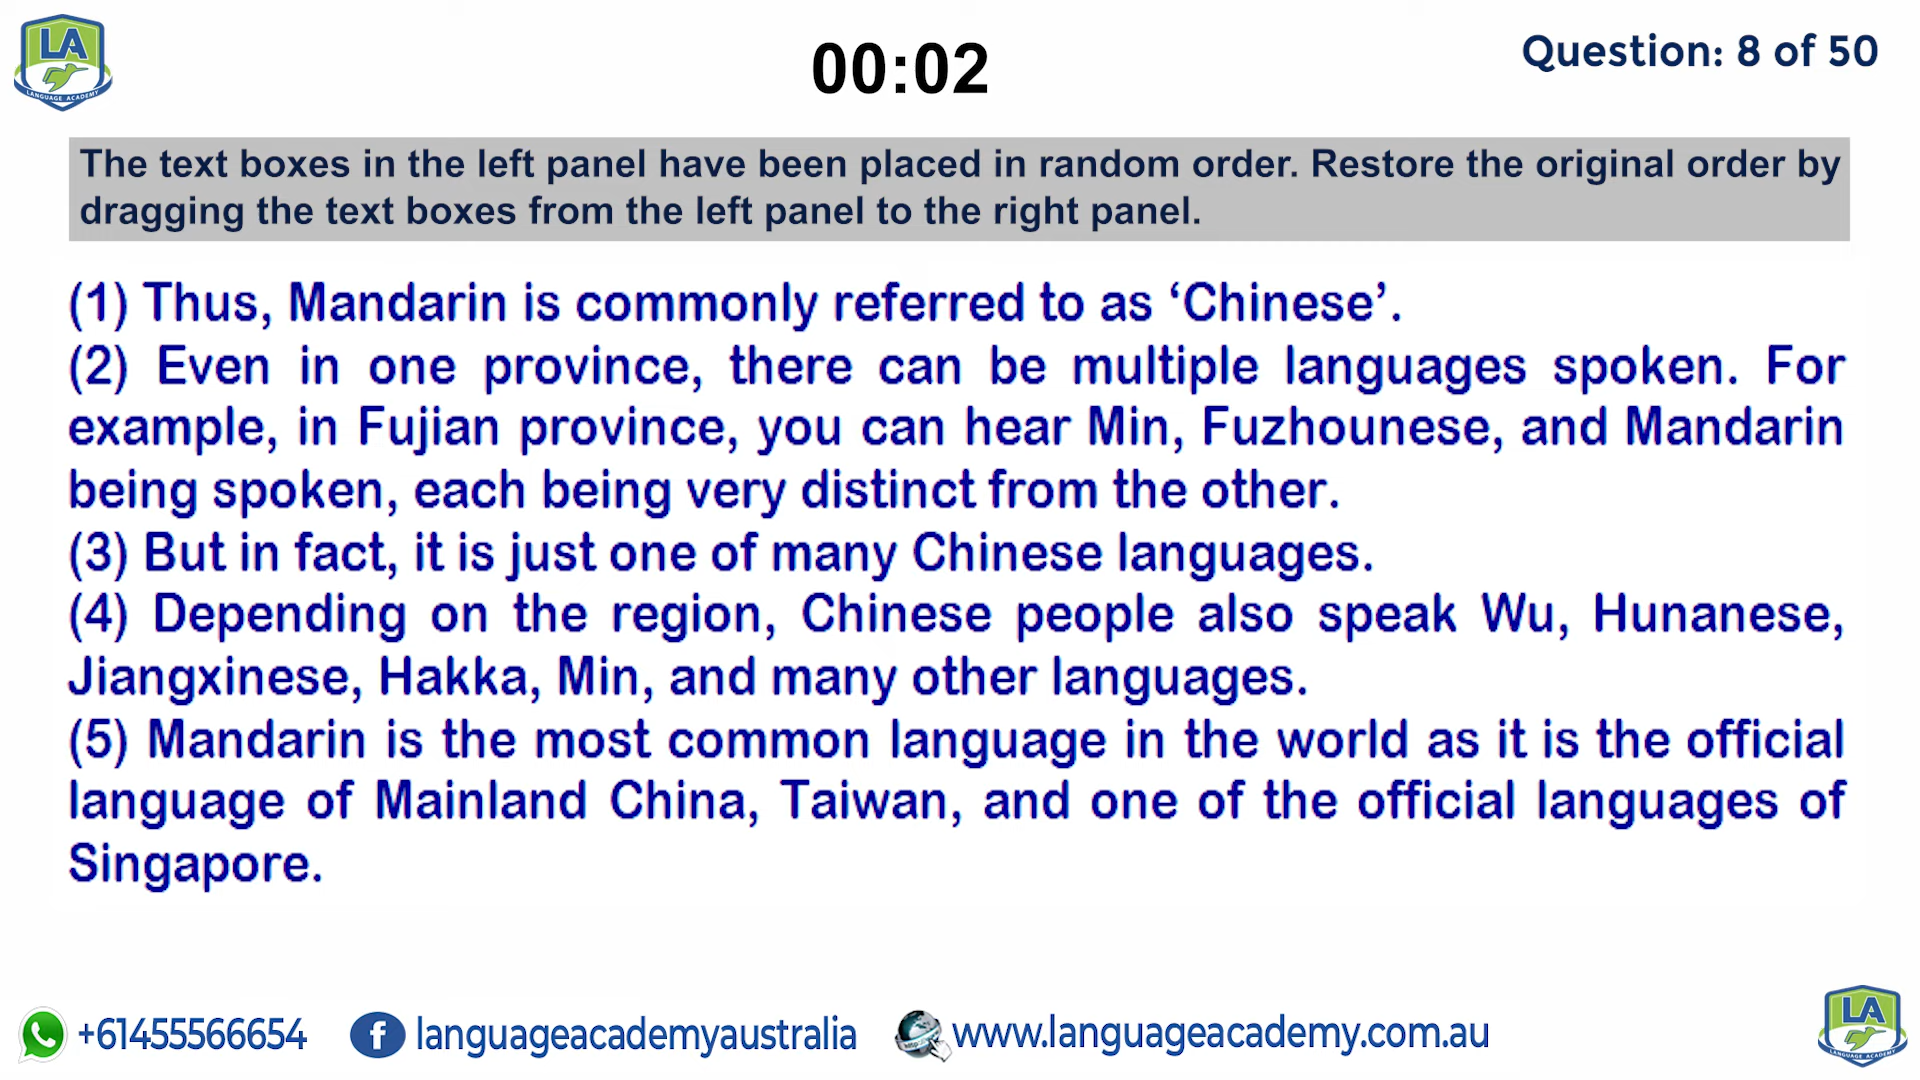 LA
LANGUAGE ACADEMY
00:02
Question: 8 of 50
The text boxes in the left panel have been placed in random order. Restore the original order by
dragging the text boxes from the left panel to the right panel.
(1) Thus, Mandarin is commonly referred to as ‘Chinese’.
(2) Even in one province, there can be multiple languages spoken. For
example, in Fujian province, you can hear Min, Fuzhounese, and Mandarin
being spoken, each being very distinct from the other.
(3) But in fact, it is just one of many Chinese languages.
(4) Depending on the region, Chinese people also speak Wu, Hunanese,
Jiangxinese, Hakka, Min, and many other languages.
(5) Mandarin is the most common language in the world as it is the official
language of Mainland China, Taiwan, and one of the official languages of
Singapore.
+61455566654
f languageacademyaustralia
http:// www.languageacademy.com.au
LA
LANGUAGE ACADEMY